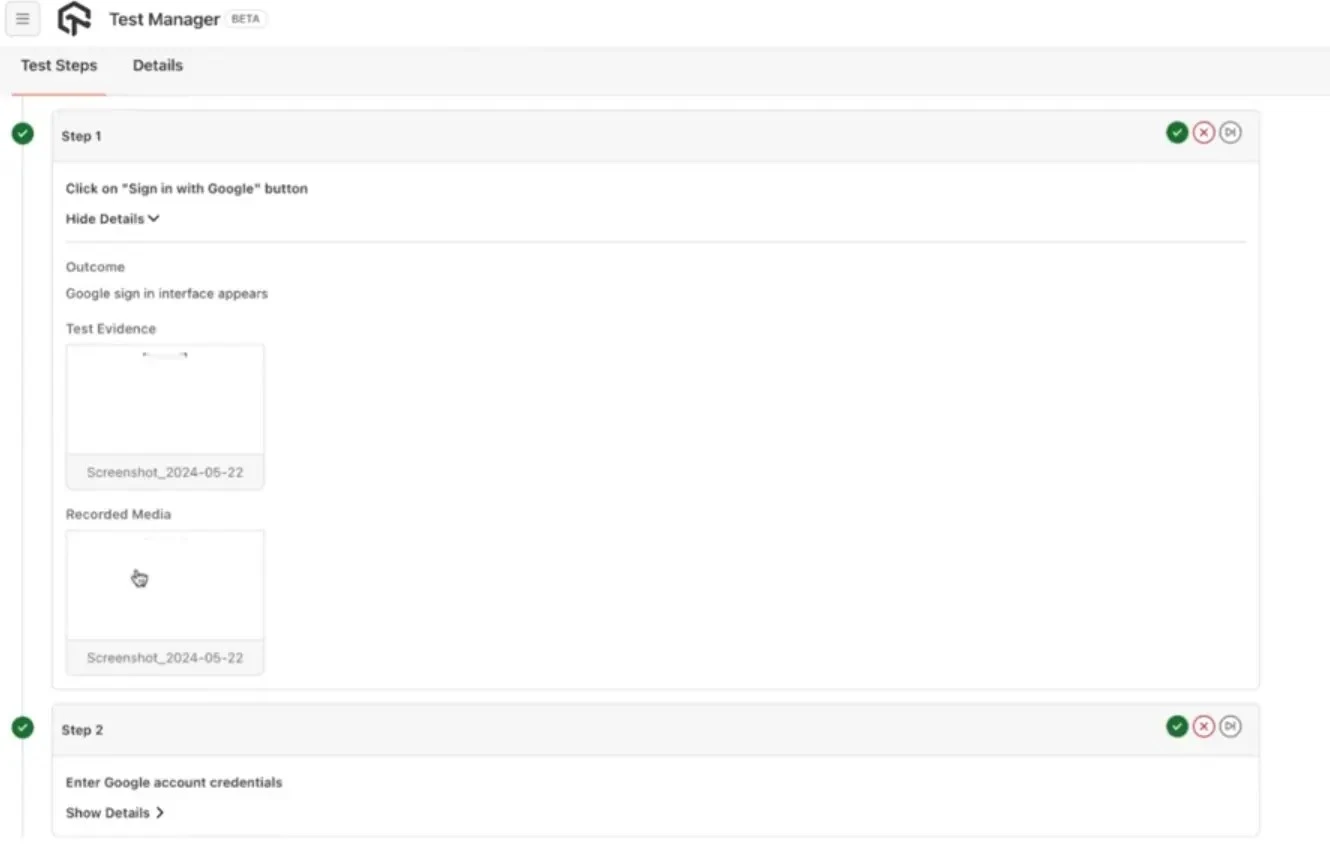 Test Manager BETA
Test Steps Details
Step 1
Click on "Sign in with Google" button
Hide Details
Outcome
Google sign in interface appears
Test Evidence
Screenshot_2024-05-22
Recorded Media
Screenshot_2024-05-22
Step 2
Enter Google account credentials
Show Details